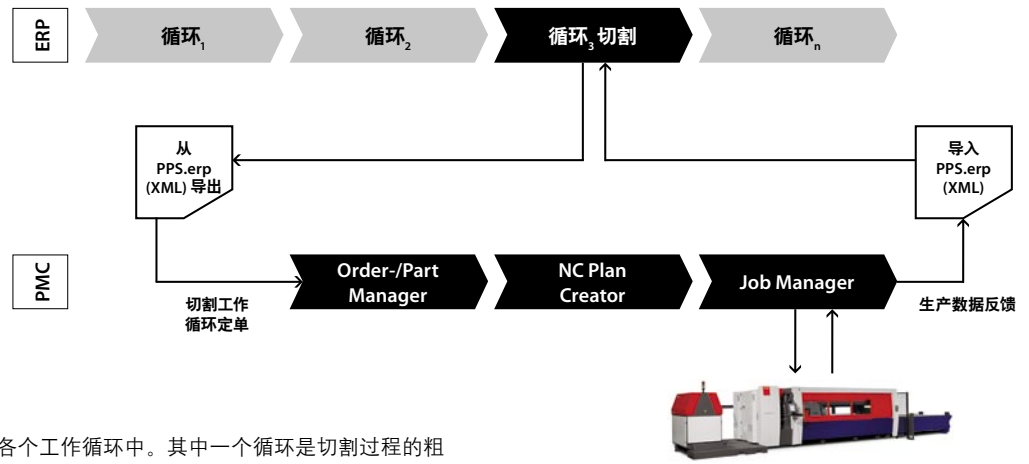 ERP
循环1
循环2
循环3切割
循环n
从
PPS.erp
(XML) 导出
导入
PPS.erp
(XML)
PMC
Order-/Part
Manager
NC Plan
Creator
Job Manager
切割工作
循环定单
生产数据反馈
各个工作循环中。其中一个循环是切割过程的粗